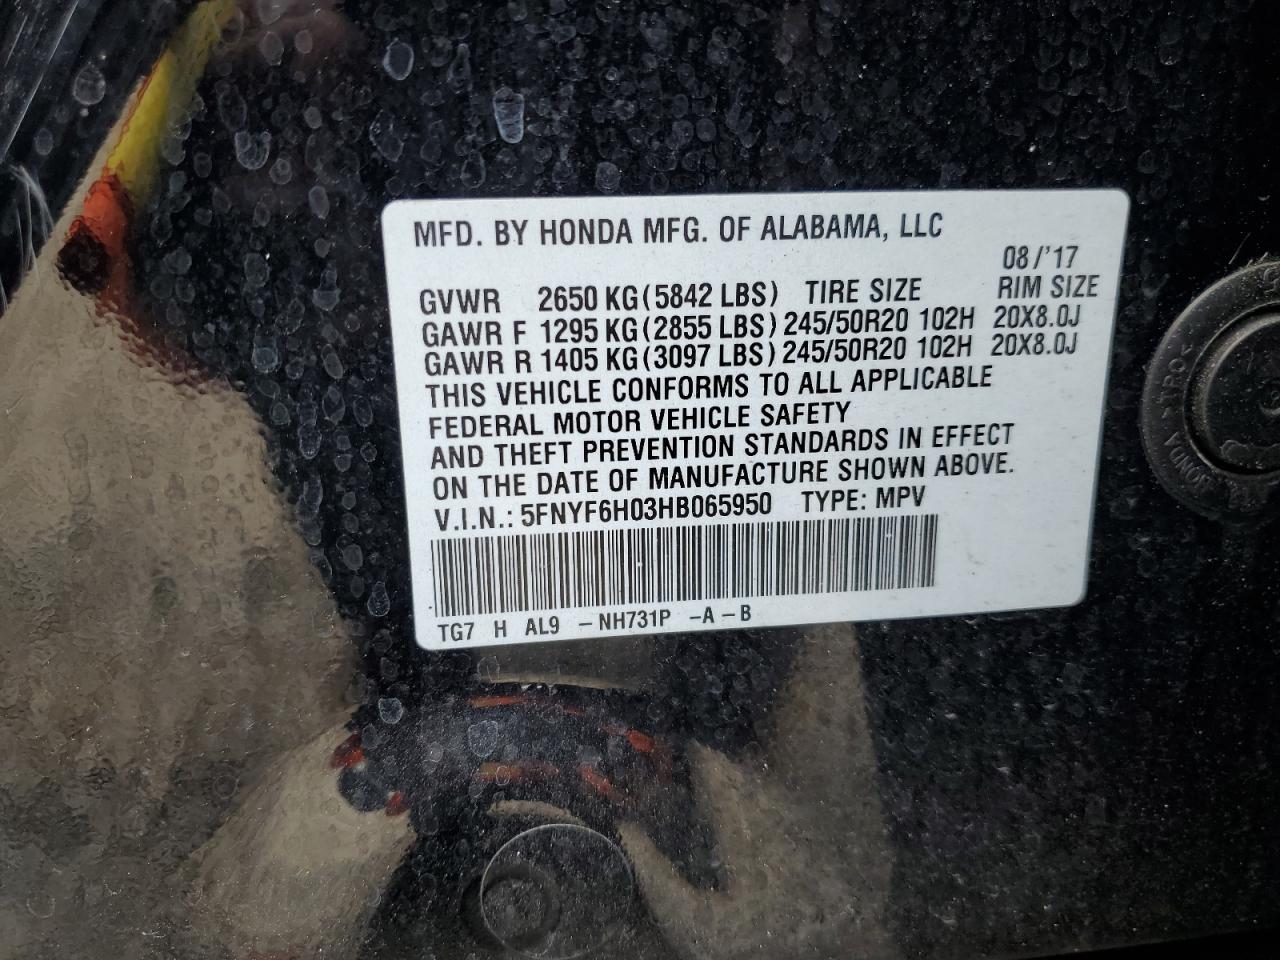 MFD. BY HONDA MFG. OF ALABAMA, LLC
08/'17
GVWR 2650 KG (5842 LBS) TIRE SIZE RIM SIZE
GAWR F 1295 KG (2855 LBS) 245/50R20 102H 20X8.0J
GAWR R 1405 KG (3097 LBS) 245/50R20 102H 20X8.0J
THIS VEHICLE CONFORMS TO ALL APPLICABLE
FEDERAL MOTOR VEHICLE SAFETY
AND THEFT PREVENTION STANDARDS IN EFFECT
ON THE DATE OF MANUFACTURE SHOWN ABOVE.
V.I.N.: 5FNYF6H03HB065950 TYPE: MPV
TG7 H AL9 -NH731P -A-B